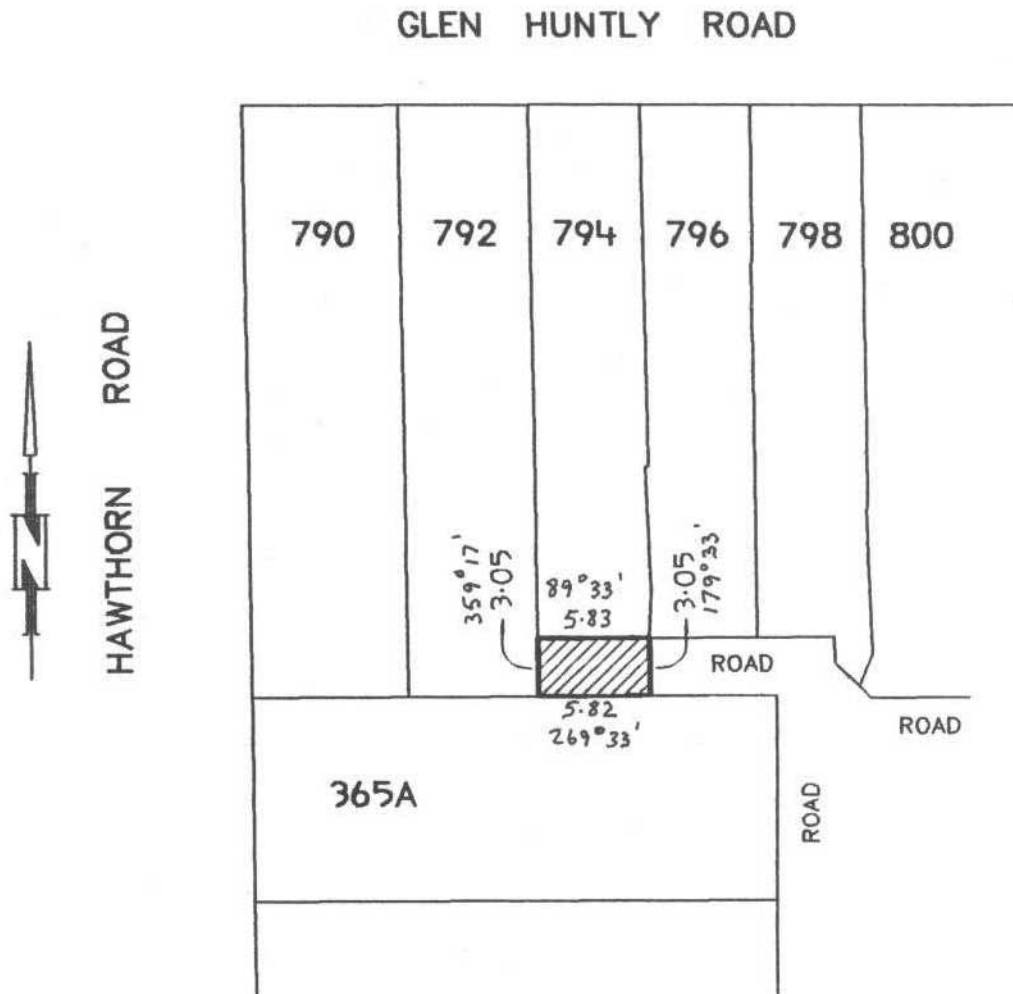 GLEN HUNTLY ROAD
790 792 794 796 798 800
HAWTHORN ROAD
N
359°17'
3.05
89°33'
5.83
3.05
179°33'
ROAD
5.82
269°33'
ROAD
365A
ROAD